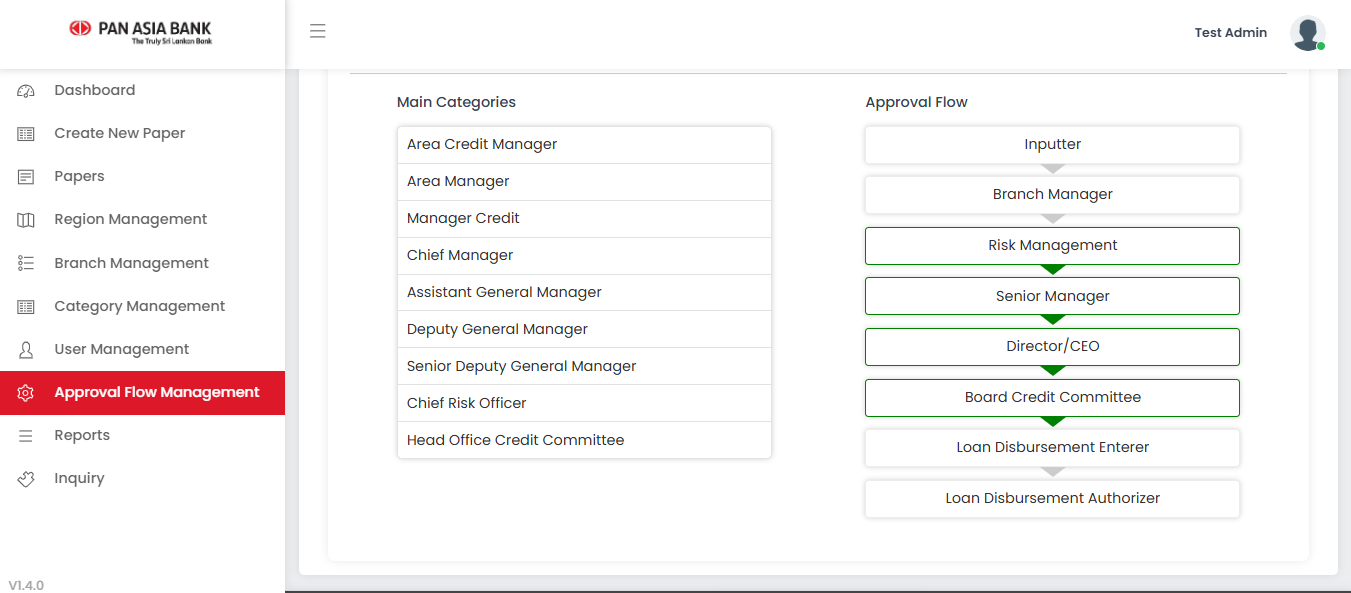 PAN ASIA BANK
The Truly Sri Lankan Bank
Test Admin
Dashboard
Create New Paper
Papers
Region Management
Branch Management
Category Management
User Management
Approval Flow Management
Reports
Inquiry
V1.4.0
Main Categories
Area Credit Manager
Area Manager
Manager Credit
Chief Manager
Assistant General Manager
Deputy General Manager
Senior Deputy General Manager
Chief Risk Officer
Head Office Credit Committee
Approval Flow
Inputter
Branch Manager
Risk Management
Senior Manager
Director/CEO
Board Credit Committee
Loan Disbursement Enterer
Loan Disbursement Authorizer